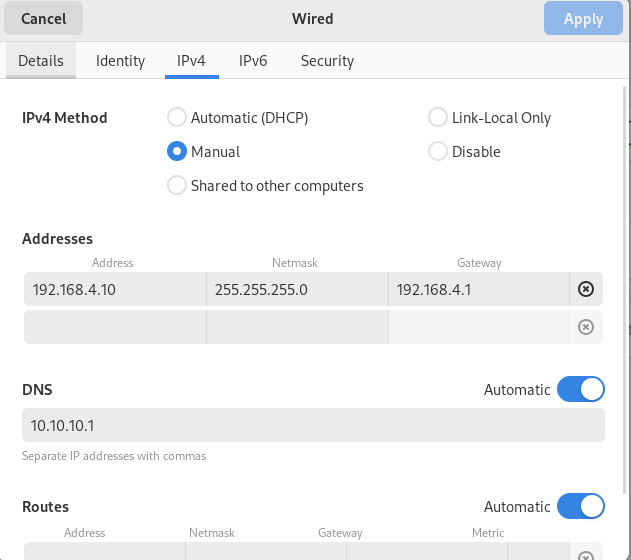 Cancel Wired Apply
Details Identity IPv4 IPv6 Security
IPv4 Method Automatic (DHCP) Link-Local Only
Manual Disable
Shared to other computers
Addresses
Address Netmask Gateway
192.168.4.10 255.255.255.0 192.168.4.1
DNS Automatic
10.10.10.1
Separate IP addresses with commas
Routes Automatic
Address Netmask Gateway Metric